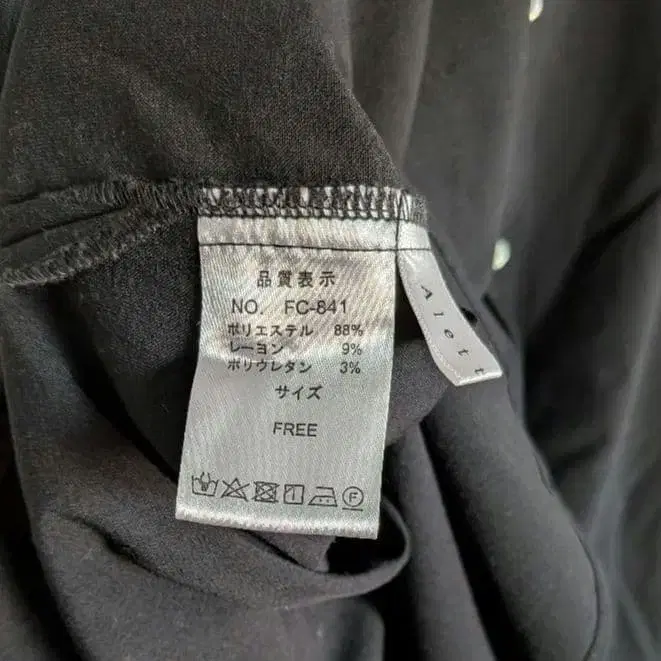 品質表示
NO. FC-841
ポリエステル 88%
レーヨン 9%
ポリウレタン 3%
サイズ
FREE
F
Alett